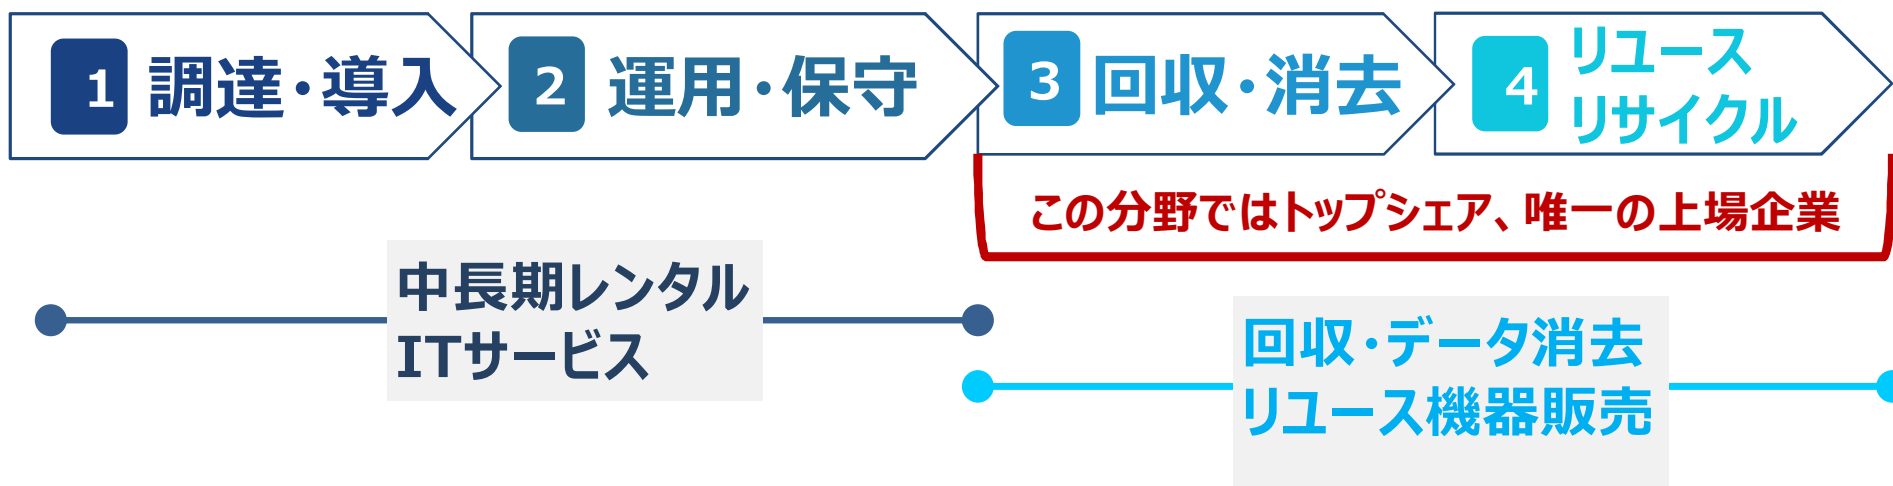 1 調達・導入
2 運用・保守
3 回収・消去
4 リユース
リサイクル
この分野ではトップシェア、唯一の上場企業
中長期レンタル
ITサービス
回収・データ消去
リユース機器販売